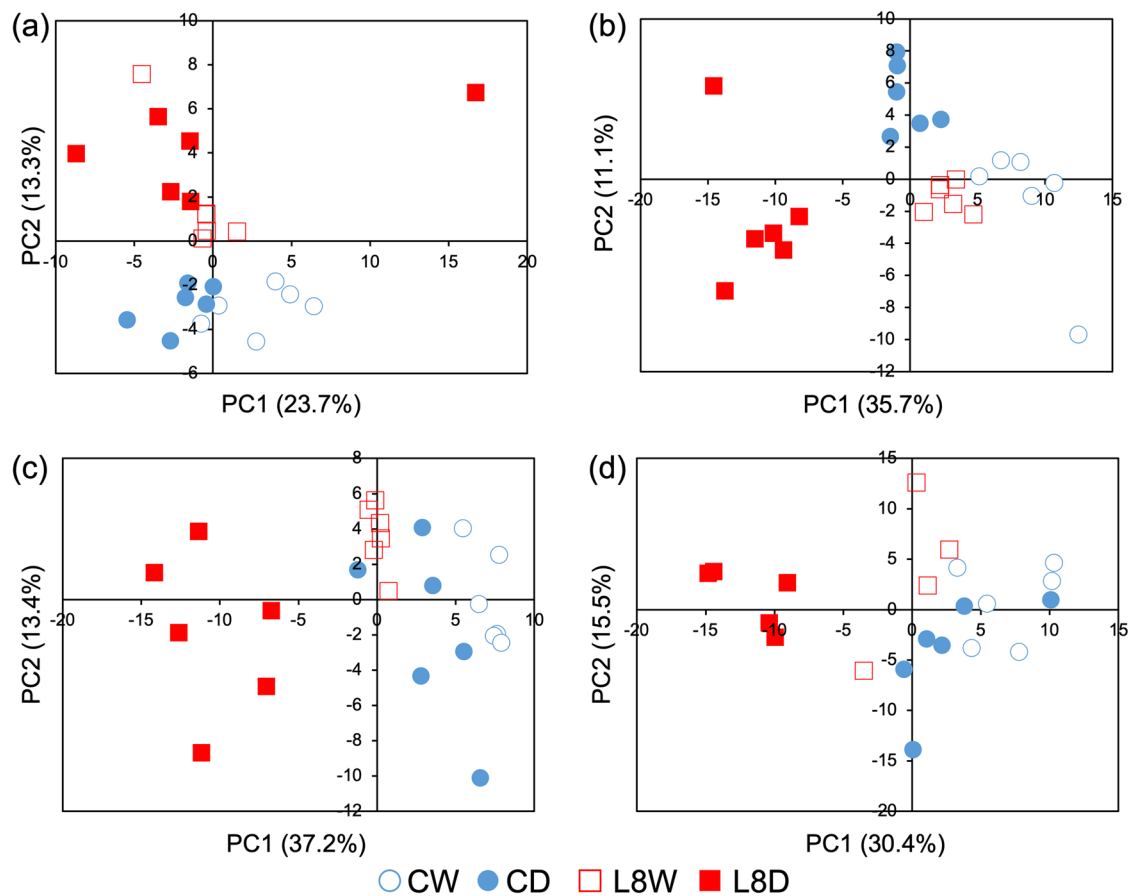 (a)
10
8
6
4
2
0
-2
-4
-6
-10 -5 0 5 10 15 20
PC2 (13.3%)
PC1 (23.7%)
(b)
10
8
6
4
2
0
-2
-4
-6
-8
-10
-12
-20 -15 -10 -5 0 5 10 15
PC2 (11.1%)
PC1 (35.7%)
(c)
8
6
4
2
0
-2
-4
-6
-8
-10
-12
-20 -15 -10 -5 0 5 10
PC2 (13.4%)
PC1 (37.2%)
(d)
15
10
5
0
-5
-10
-15
-20
-20 -15 -10 -5 0 5 10 15
PC2 (15.5%)
PC1 (30.4%)
CW CD L8W L8D